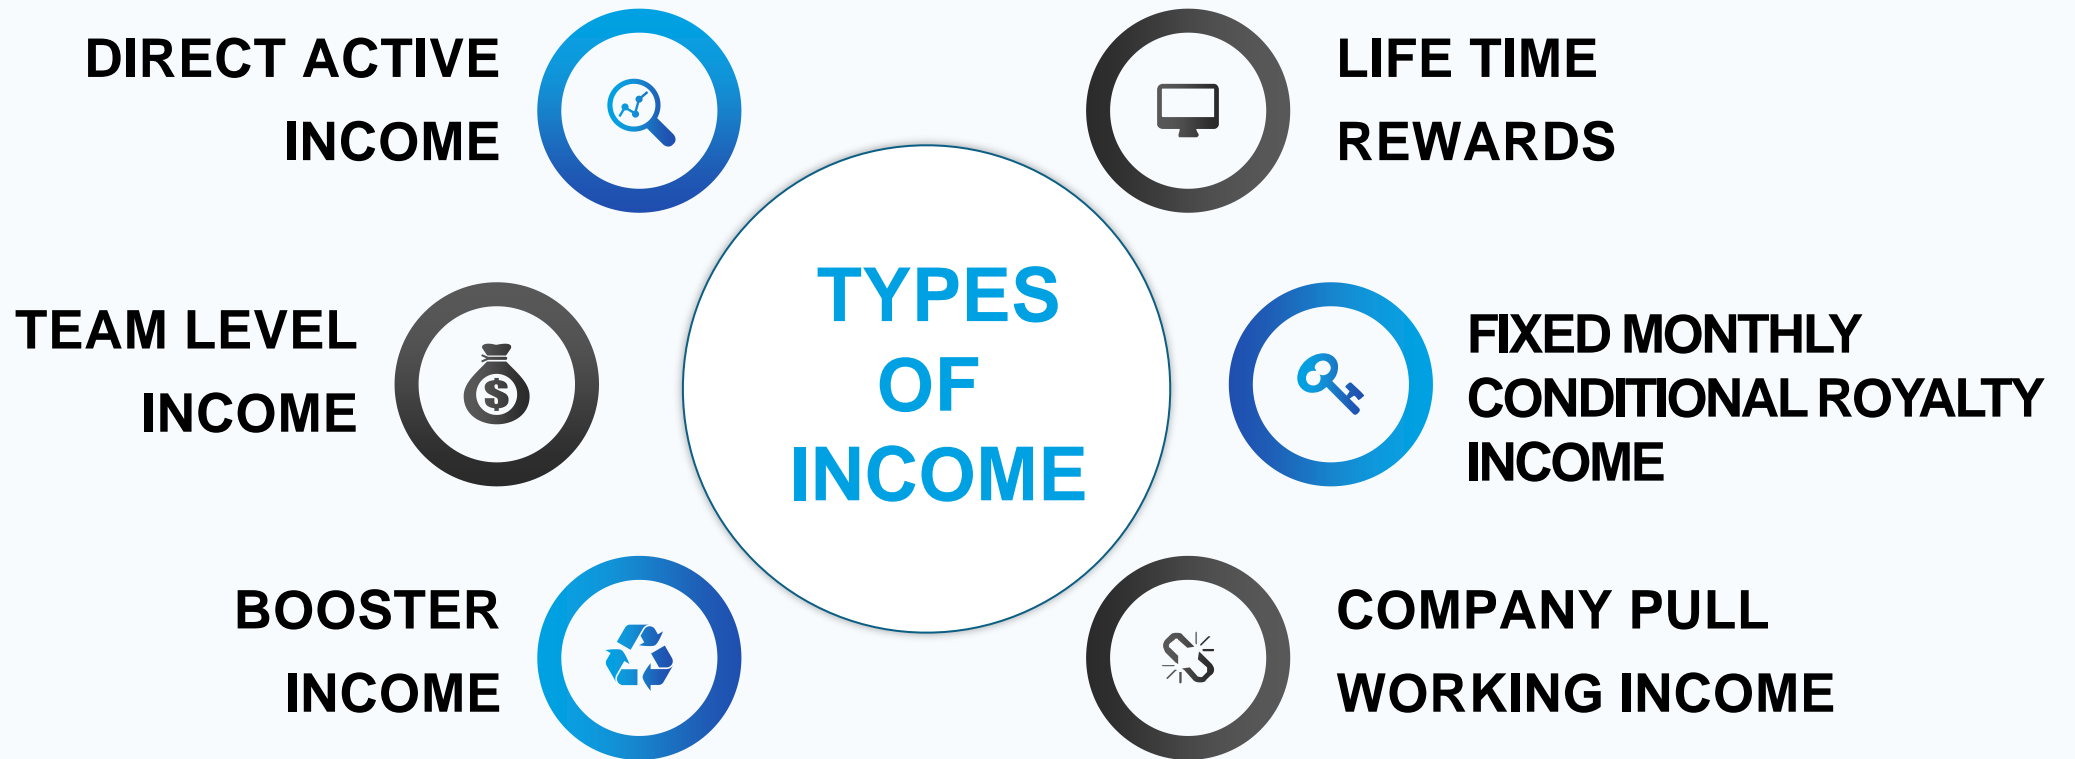 DIRECT ACTIVE
INCOME
TEAM LEVEL
INCOME
BOOSTER
INCOME
TYPES
OF
INCOME
LIFE TIME
REWARDS
FIXED MONTHLY
CONDITIONAL ROYALTY
INCOME
COMPANY PULL
WORKING INCOME
$